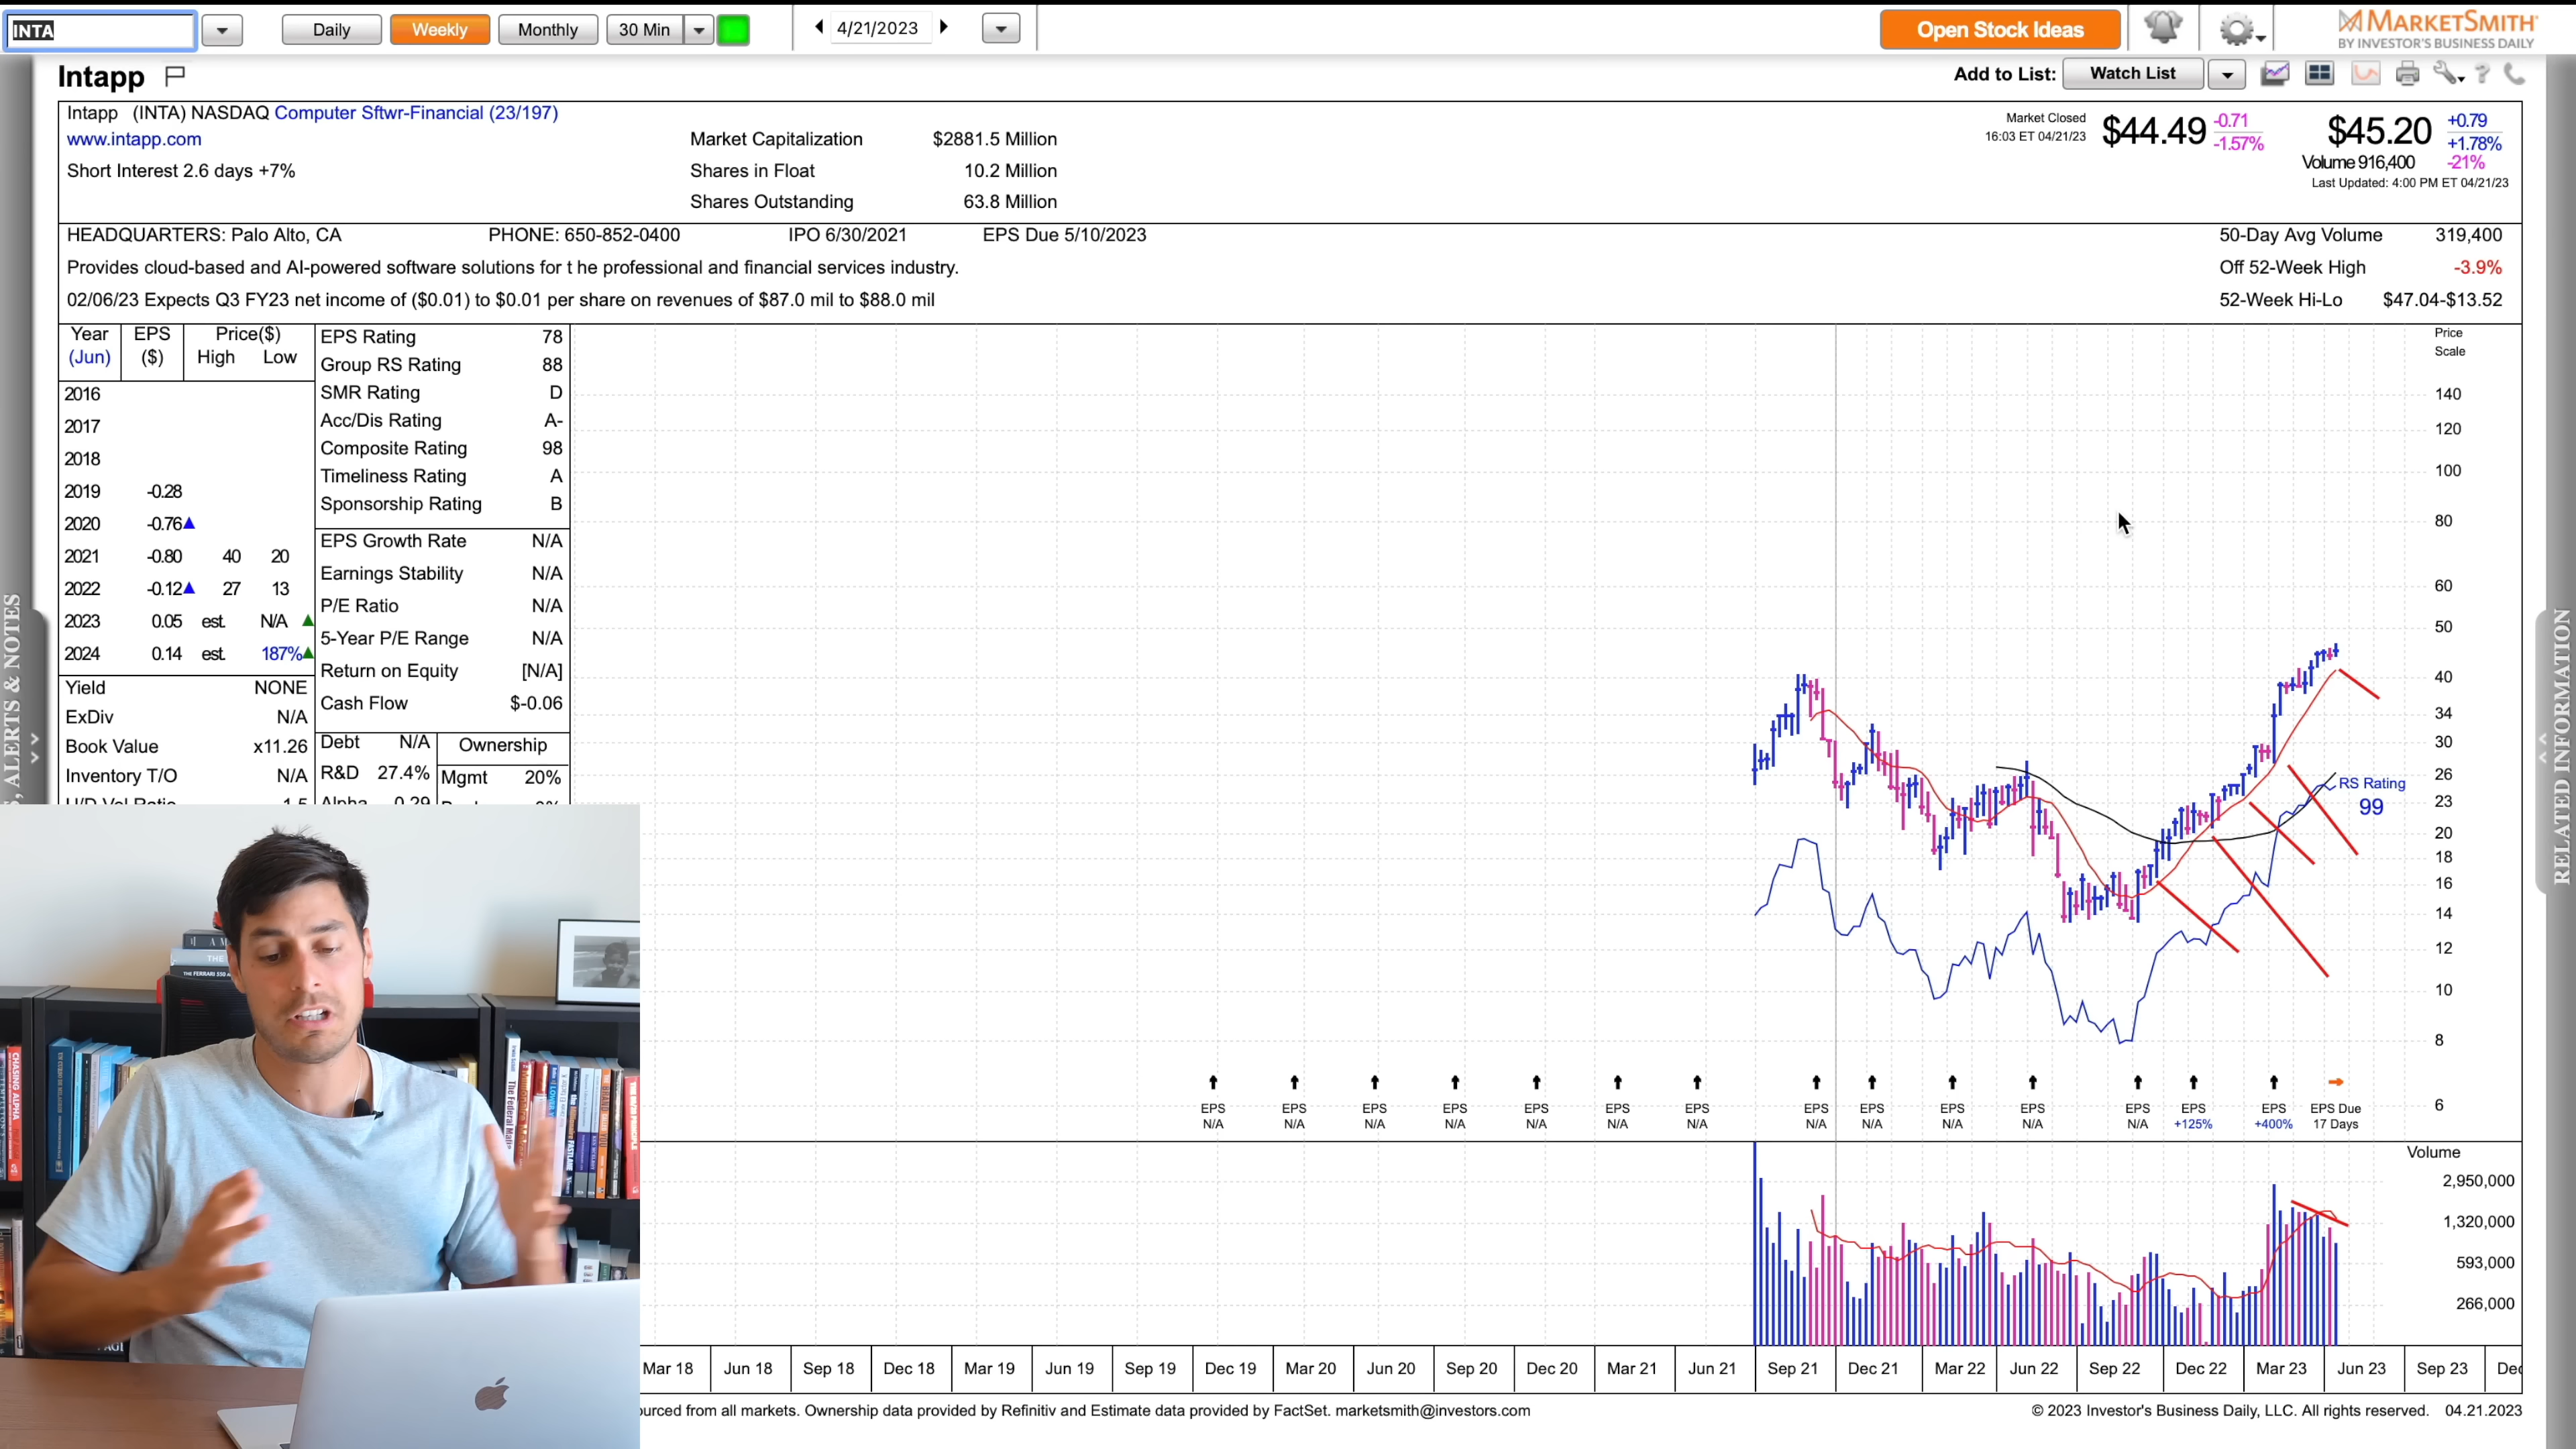 INTA
Daily
Weekly
Monthly
30 Min
4/21/2023
Open Stock Ideas
MARKETSMITH
BY INVESTOR'S BUSINESS DAILY
Intapp
Add to List:
Watch List
Intapp (INTA) NASDAQ Computer Sftwr-Financial (23/197)
www.intapp.com
Short Interest 2.6 days +7%
Market Capitalization $2881.5 Million
Shares in Float 10.2 Million
Shares Outstanding 63.8 Million
Market Closed
16:03 ET 04/21/23
$44.49 -0.71 -1.57%
$45.20 +0.79 +1.78%
Volume 916,400 -21%
Last Updated: 4:00 PM ET 04/21/23
HEADQUARTERS: Palo Alto, CA PHONE: 650-852-0400 IPO 6/30/2021 EPS Due 5/10/2023
Provides cloud-based and AI-powered software solutions for t he professional and financial services industry.
02/06/23 Expects Q3 FY23 net income of ($0.01) to $0.01 per share on revenues of $87.0 mil to $88.0 mil
50-Day Avg Volume 319,400
Off 52-Week High -3.9%
52-Week Hi-Lo $47.04-$13.52
Year EPS Price($)
(Jun) ($) High Low
2016
2017
2018
2019 -0.28
2020 -0.76
2021 -0.80 40 20
2022 -0.12 27 13
2023 0.05 est. N/A
2024 0.14 est. 187%
Yield NONE
ExDiv N/A
Book Value x11.26
Inventory T/O N/A
U/D Vol Ratio 1.5
EPS Rating 78
Group RS Rating 88
SMR Rating D
Acc/Dis Rating A-
Composite Rating 98
Timeliness Rating A
Sponsorship Rating B
EPS Growth Rate N/A
Earnings Stability N/A
P/E Ratio N/A
5-Year P/E Range N/A
Return on Equity [N/A]
Cash Flow $-0.06
Debt N/A
R&D 27.4%
Alpha 0.29
Ownership
Mgmt 20%
Price
Scale
140
120
100
80
60
50
40
34
30
26
23
20
18
16
14
12
10
8
6
RS Rating
99
EPS EPS EPS EPS EPS EPS EPS EPS EPS EPS EPS EPS EPS EPS EPS Due
N/A N/A N/A N/A N/A N/A N/A N/A N/A N/A N/A N/A +125% +400% 17 Days
Volume
2,950,000
1,320,000
593,000
266,000
Mar 18 Jun 18 Sep 18 Dec 18 Mar 19 Jun 19 Sep 19 Dec 19 Mar 20 Jun 20 Sep 20 Dec 20 Mar 21 Jun 21 Sep 21 Dec 21 Mar 22 Jun 22 Sep 22 Dec 22 Mar 23 Jun 23 Sep 23
ourced from all markets. Ownership data provided by Refinitiv and Estimate data provided by FactSet. marketsmith@investors.com
© 2023 Investor's Business Daily, LLC. All rights reserved. 04.21.2023
ALERTS & NOTES
RELATED INFORMATION
CHASING ALPHA
THE FERRARI 550